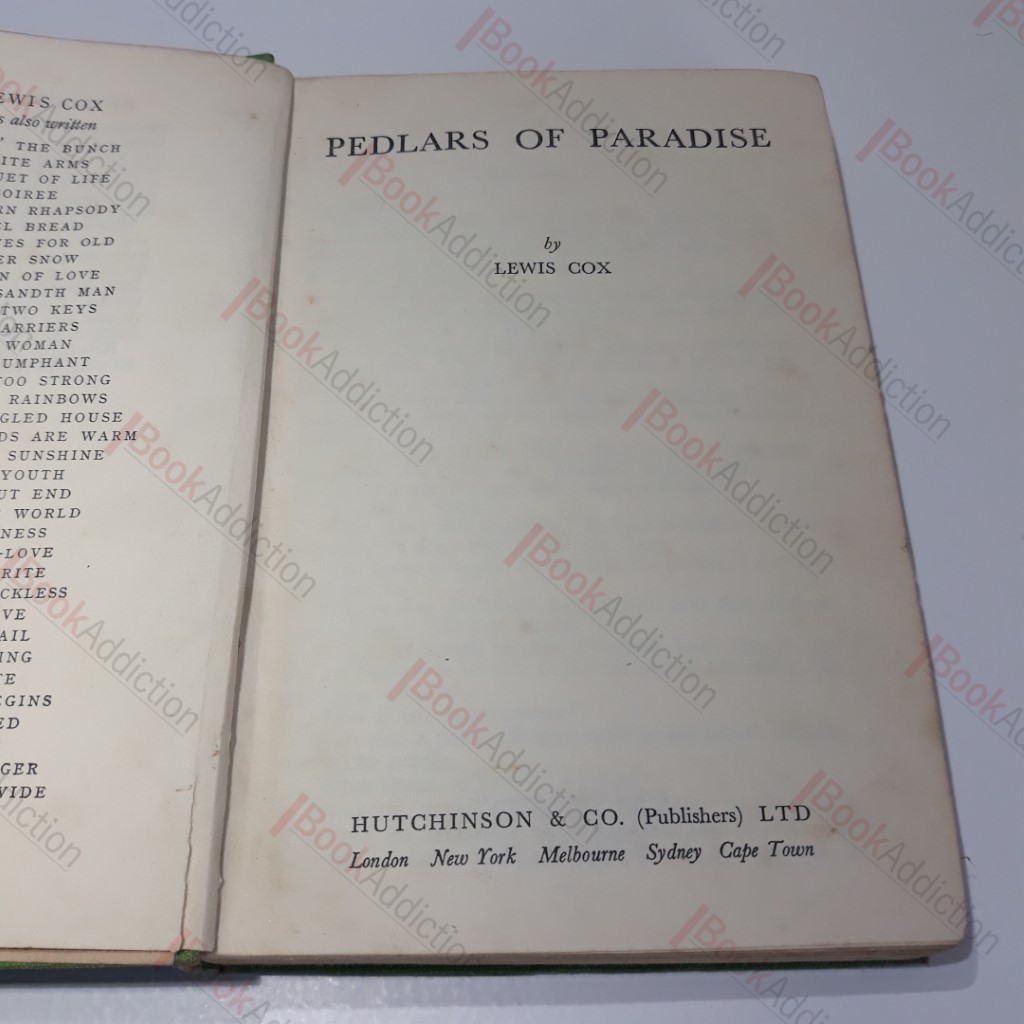 EWIS COX
s also written
THE BUNCH
ITE ARMS
UET OF LIFE
OIREE
RN RHAPSODY
L BREAD
VES FOR OLD
ER SNOW
N OF LOVE
SANDTH MAN
TWO KEYS
ARRIERS
WOMAN
UMPHANT
TOO STRONG
RAINBOWS
GLED HOUSE
DS ARE WARM
SUNSHINE
YOUTH
UT END
WORLD
NESS
-LOVE
RITE
CKLESS
VE
AIL
ING
TE
EGINS
ED
GER
WIDE
PEDLARS OF PARADISE
by
LEWIS COX
HUTCHINSON & CO. (Publishers) LTD
London New York Melbourne Sydney Cape Town
BookAddiction